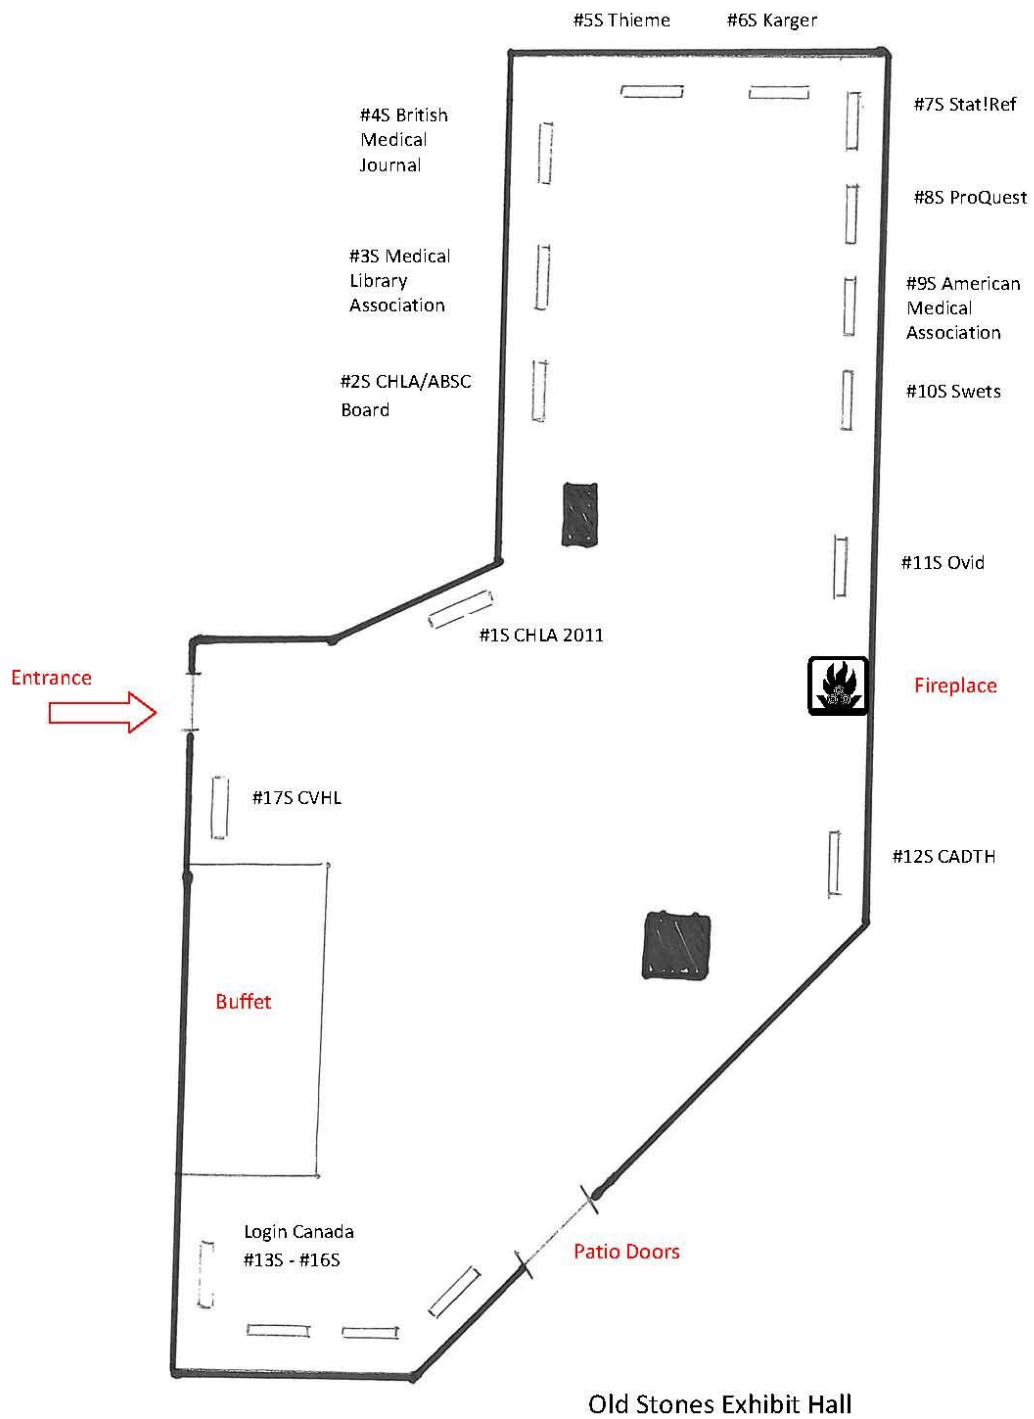 #5S Thieme
#6S Karger
#4S British
Medical
Journal
#7S Stat!Ref
#8S ProQuest
#3S Medical
Library
Association
#9S American
Medical
Association
#2S CHLA/ABSC
Board
#10S Swets
#11S Ovid
#1S CHLA 2011
Entrance
Fireplace
#17S CVHL
#12S CADTH
Buffet
Login Canada
#13S - #16S
Patio Doors
Old Stones Exhibit Hall